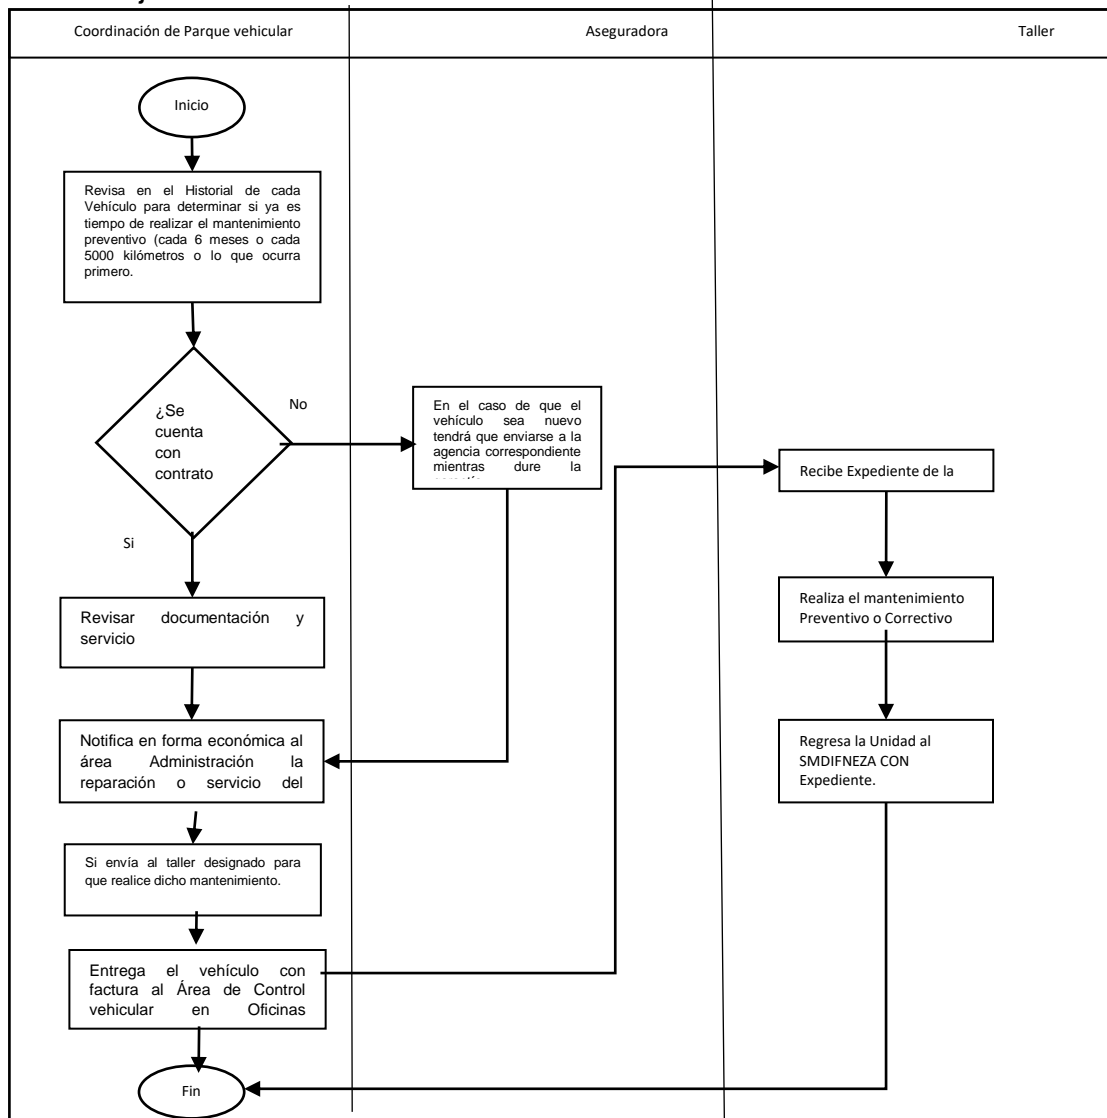 Coordinación de Parque vehicular
Aseguradora
Taller
Inicio
Revisa en el Historial de cada
Vehículo para determinar si ya es
tiempo de realizar el mantenimiento
preventivo (cada 6 meses o cada
5000 kilómetros o lo que ocurra
primero.
¿Se
cuenta
con
contrato
No
Si
En el caso de que el
vehículo sea nuevo
tendrá que enviarse a la
agencia correspondiente
mientras dure la
Revisar documentación y
servicio
Notifica en forma económica al
área Administración la
reparación o servicio del
Si envía al taller designado para
que realice dicho mantenimiento.
Entrega el vehículo con
factura al Área de Control
vehicular en Oficinas
Fin
Recibe Expediente de la
Realiza el mantenimiento
Preventivo o Correctivo
Regresa la Unidad al
SMDIFNEZA CON
Expediente.